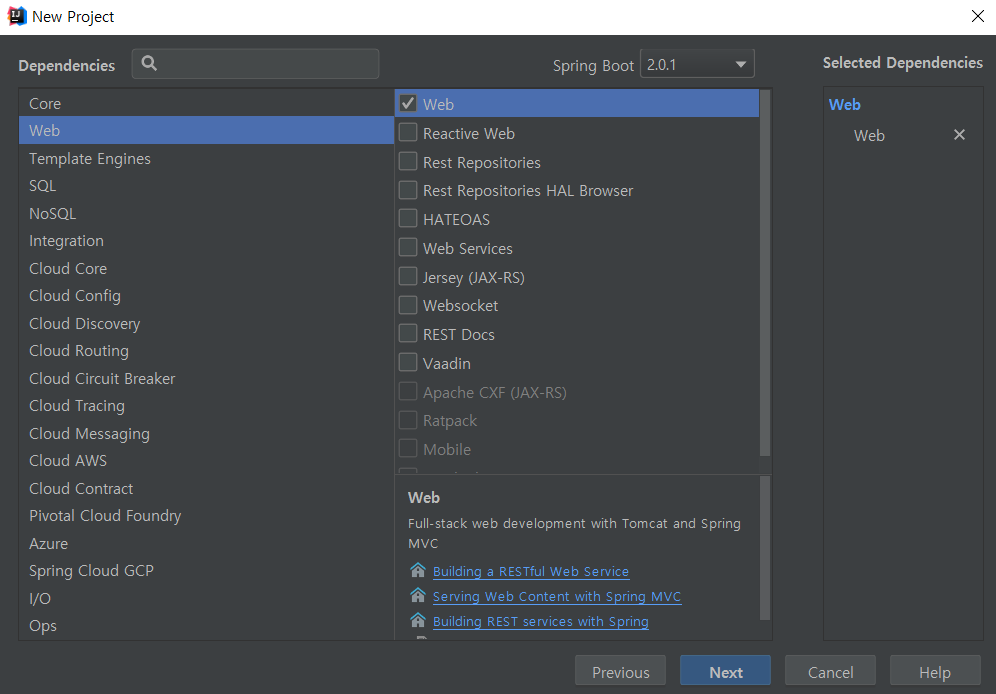 New Project
Dependencies
Spring Boot 2.0.1
Selected Dependencies
Core
Web
Template Engines
SQL
NoSQL
Integration
Cloud Core
Cloud Config
Cloud Discovery
Cloud Routing
Cloud Circuit Breaker
Cloud Tracing
Cloud Messaging
Cloud AWS
Cloud Contract
Pivotal Cloud Foundry
Azure
Spring Cloud GCP
I/O
Ops
Web
Reactive Web
Rest Repositories
Rest Repositories HAL Browser
HATEOAS
Web Services
Jersey (JAX-RS)
Websocket
REST Docs
Vaadin
Apache CXF (JAX-RS)
Ratpack
Mobile
Web
Full-stack web development with Tomcat and Spring
MVC
Building a RESTful Web Service
Serving Web Content with Spring MVC
Building REST services with Spring
Web
Web
Previous
Next
Cancel
Help